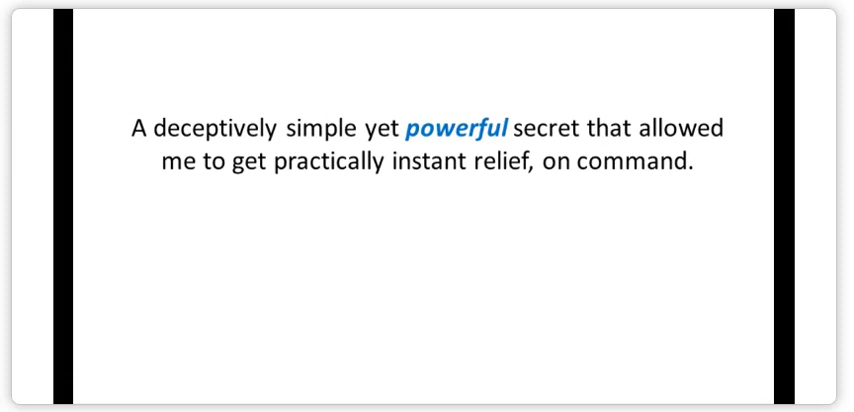 A deceptively simple yet powerful secret that allowed
me to get practically instant relief, on command.